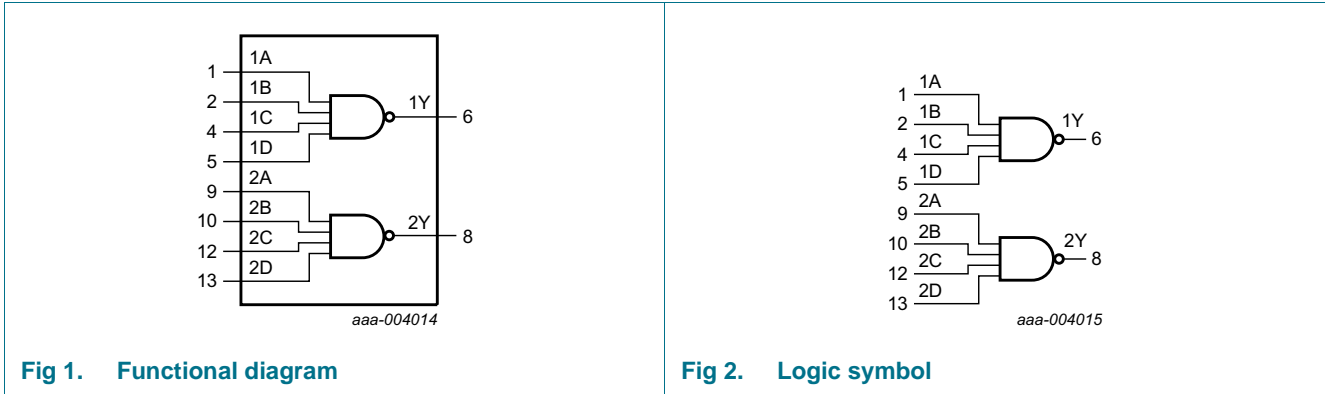 1A
1
1B
2
1C
4
1D
5
1Y
6
2A
9
2B
10
2C
12
2D
13
2Y
8
aaa-004014
Fig 1. Functional diagram
1A
1
1B
2
1C
4
1D
5
1Y
6
2A
9
2B
10
2C
12
2D
13
2Y
8
aaa-004015
Fig 2. Logic symbol